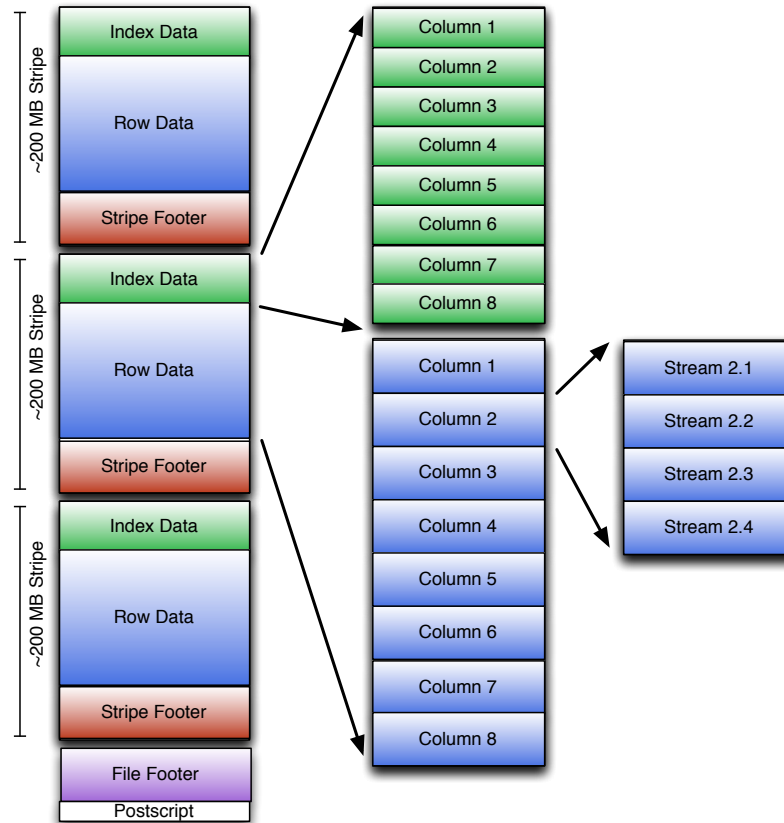 ~200 MB Stripe
Index Data
Row Data
Stripe Footer
~200 MB Stripe
Index Data
Row Data
Stripe Footer
~200 MB Stripe
Index Data
Row Data
Stripe Footer
File Footer
Postscript
Column 1
Column 2
Column 3
Column 4
Column 5
Column 6
Column 7
Column 8
Column 1
Column 2
Column 3
Column 4
Column 5
Column 6
Column 7
Column 8
Stream 2.1
Stream 2.2
Stream 2.3
Stream 2.4